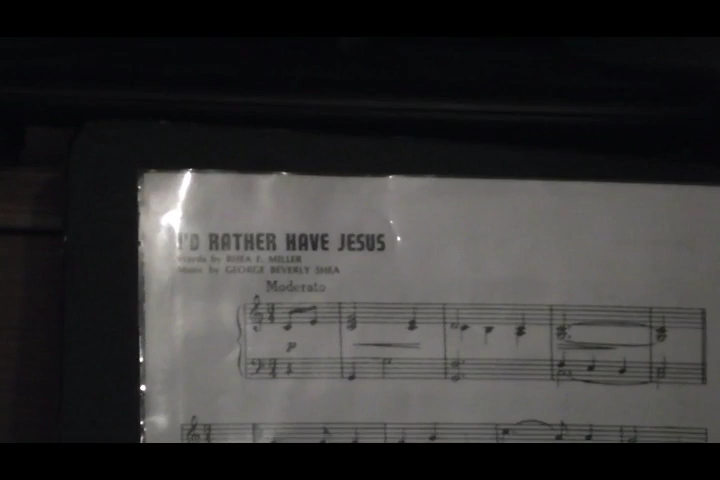 I'D RATHER HAVE JESUS
Words by RHEA F. MILLER
Music by GEORGE BEVERLY SHEA
Moderato
p